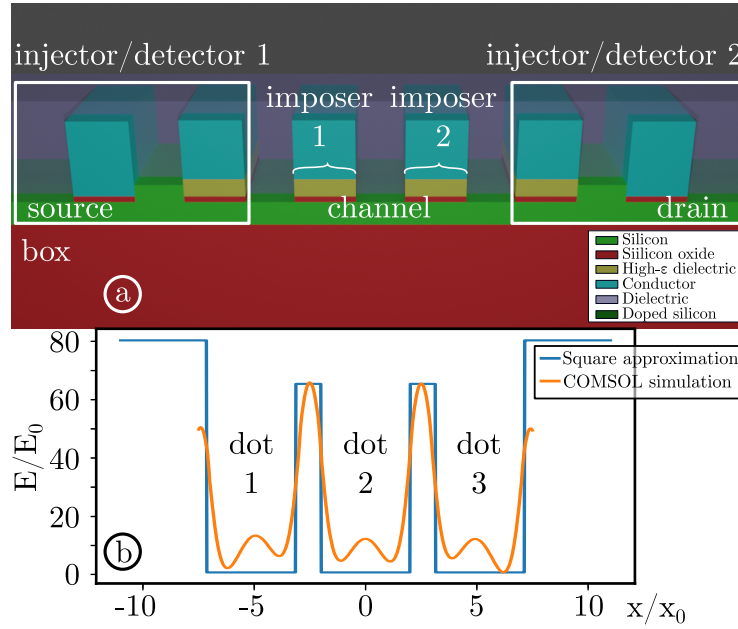 injector/detector 1
injector/detector 2
imposer
1
imposer
2
source
channel
drain
box
a
Silicon
Siilicon oxide
High-ε dielectric
Conductor
Dielectric
Doped silicon
80
60
40
20
0
E/E0
Square approximation
COMSOL simulation
dot
1
dot
2
dot
3
b
-10
-5
0
5
10
x/x0